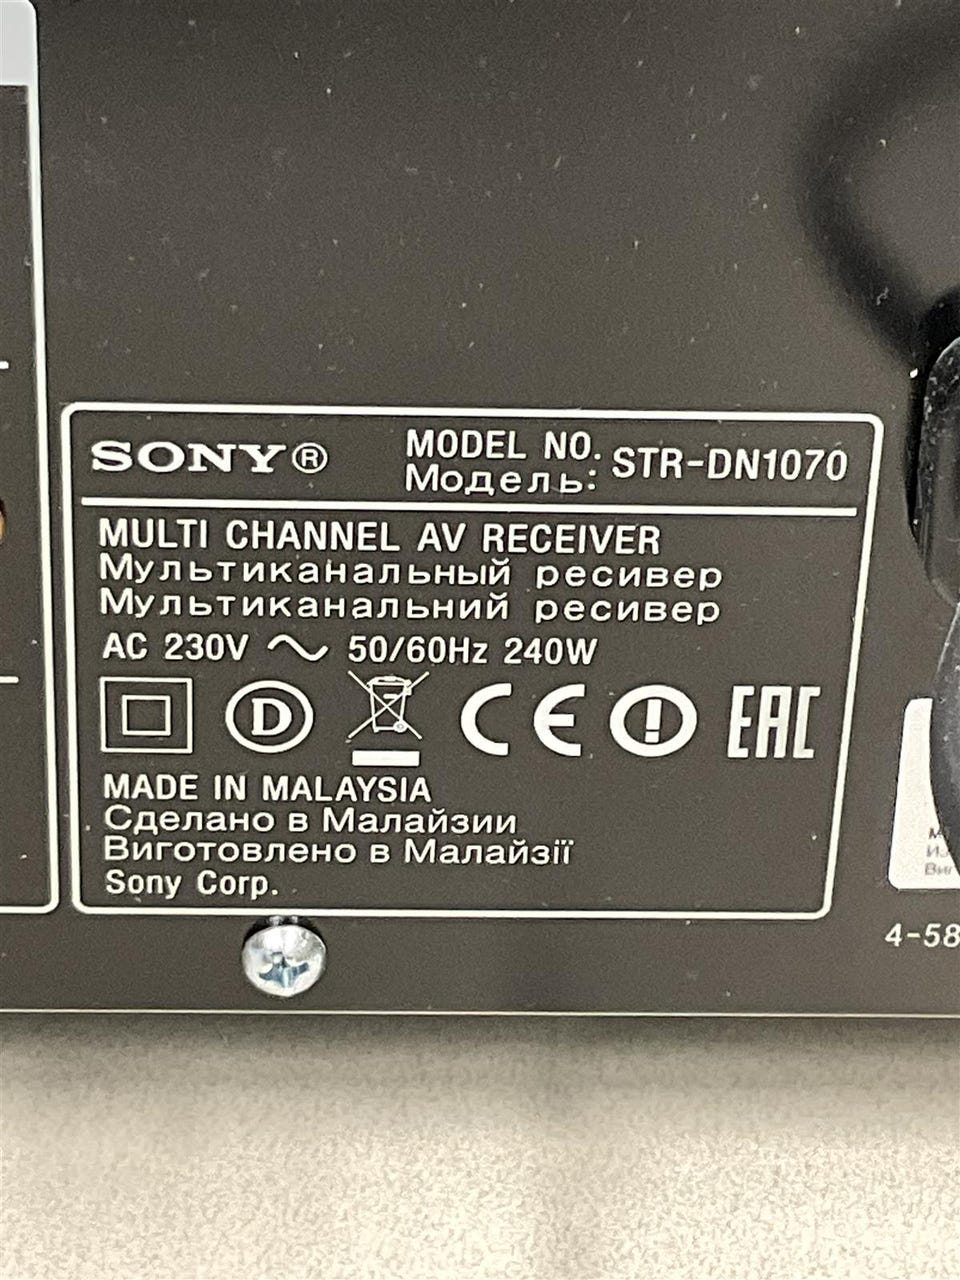 SONY®
MODEL NO. STR-DN1070
Модель:
MULTI CHANNEL AV RECEIVER
Мультиканальный ресивер
Мультиканальний ресивер
AC 230V ~ 50/60Hz 240W
D CE EAC
MADE IN MALAYSIA
Сделано в Малайзии
Виготовлено в Малайзії
Sony Corp.
4-58